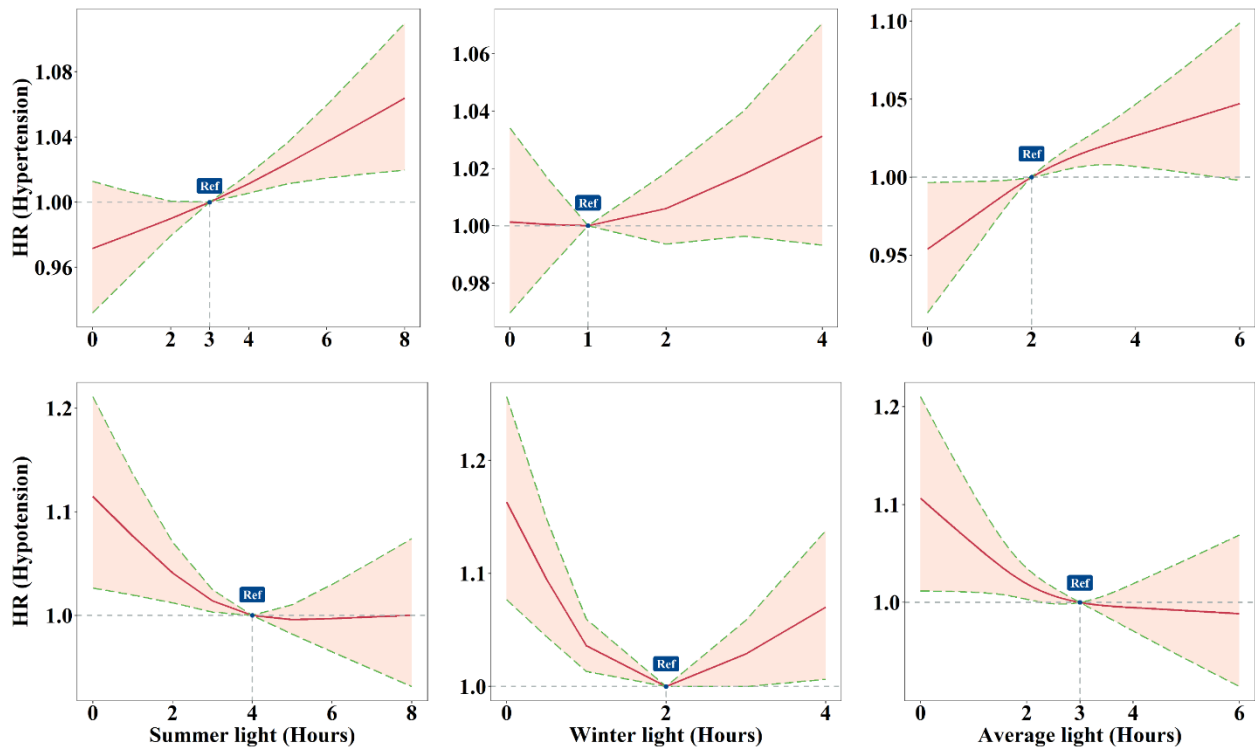 HR (Hypertension)
1.08
1.04
1.00
0.96
Ref
0 2 3 4 6 8
1.06
1.04
1.02
1.00
0.98
Ref
0 1 2 4
1.10
1.05
1.00
0.95
Ref
0 2 4 6
HR (Hypotension)
1.2
1.1
1.0
Ref
0 2 4 6 8
Summer light (Hours)
1.2
1.1
1.0
Ref
0 1 2 4
Winter light (Hours)
1.2
1.1
1.0
Ref
0 2 3 4 6
Average light (Hours)